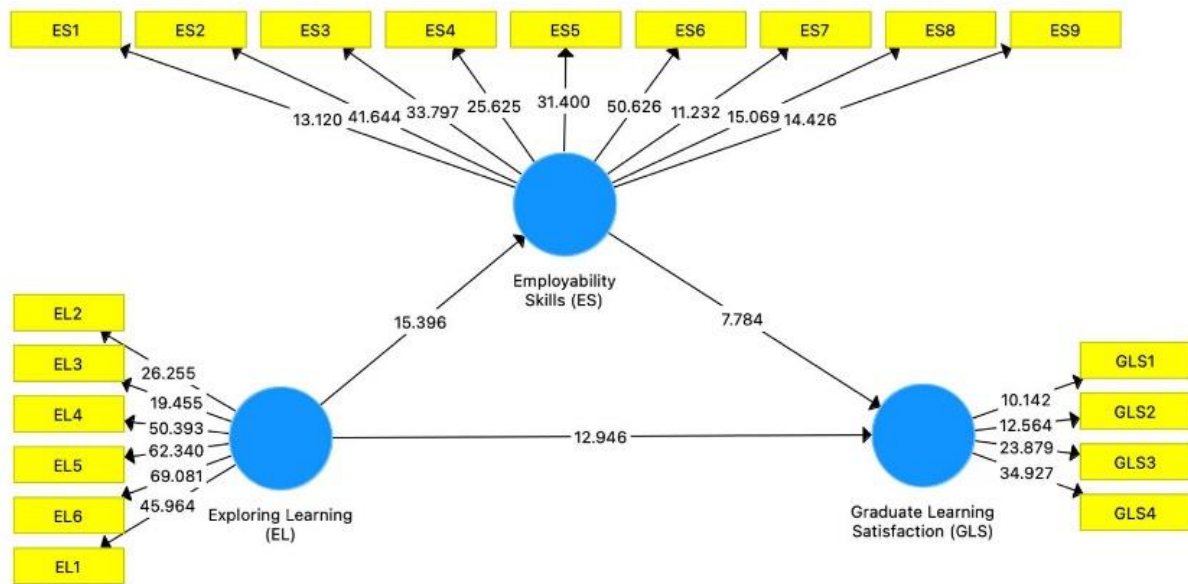 ES1 ES2 ES3 ES4 ES5 ES6 ES7 ES8 ES9
13.120 41.644 33.797 25.625 31.400 50.626 11.232 15.069 14.426
Employability
Skills (ES)
15.396
7.784
EL2
EL3
EL4
EL5
EL6
EL1
26.255
19.455
50.393
62.340
69.081
45.964
Exploring Learning
(EL)
12.946
Graduate Learning
Satisfaction (GLS)
10.142
12.564
23.879
34.927
GLS1
GLS2
GLS3
GLS4